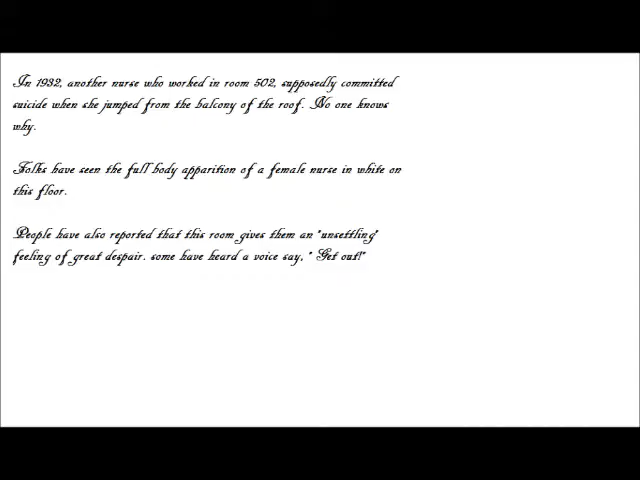 In 1932, another nurse who worked in room 502, supposedly committed
suicide when she jumped from the balcony of the roof. No one knows
why.
Folks have seen the full body apparition of a female nurse in white on
this floor.
People have also reported that this room gives them an "unsettling"
feeling of great despair. some have heard a voice say, " Get out!"